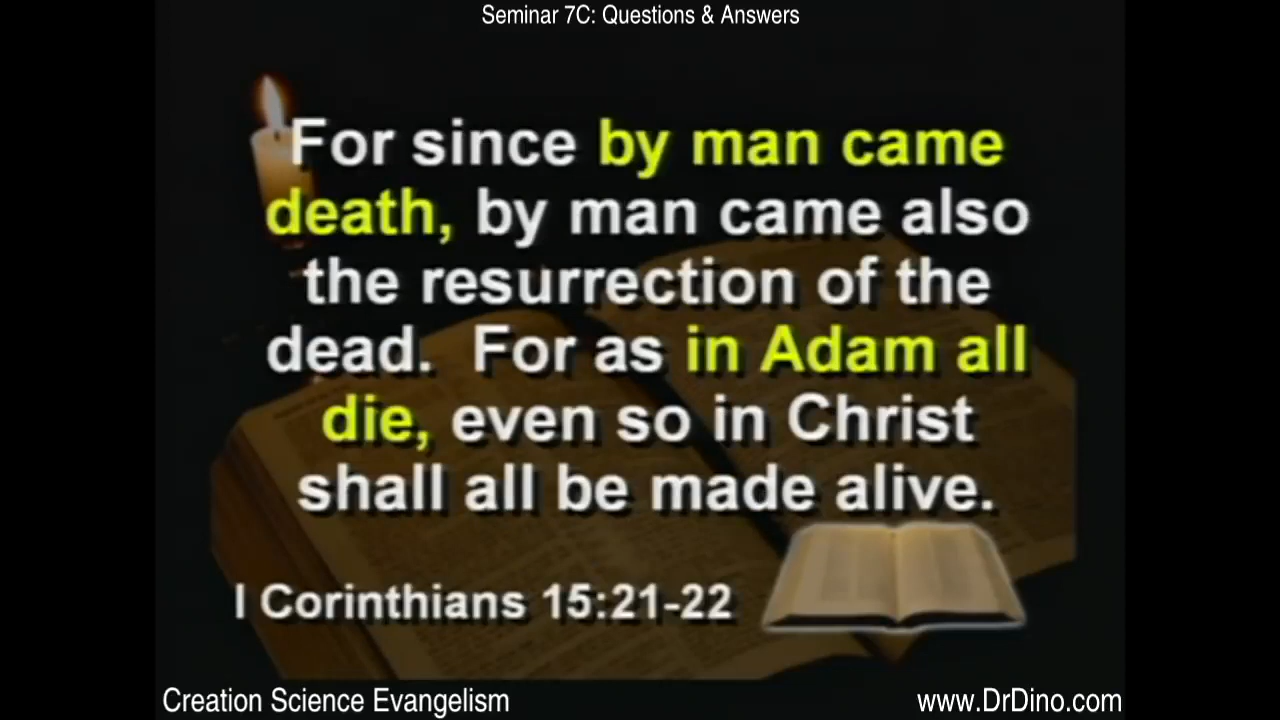 Seminar 7C: Questions & Answers
For since by man came
death, by man came also
the resurrection of the
dead. For as in Adam all
die, even so in Christ
shall all be made alive.
I Corinthians 15:21-22
Creation Science Evangelism
www.DrDino.com